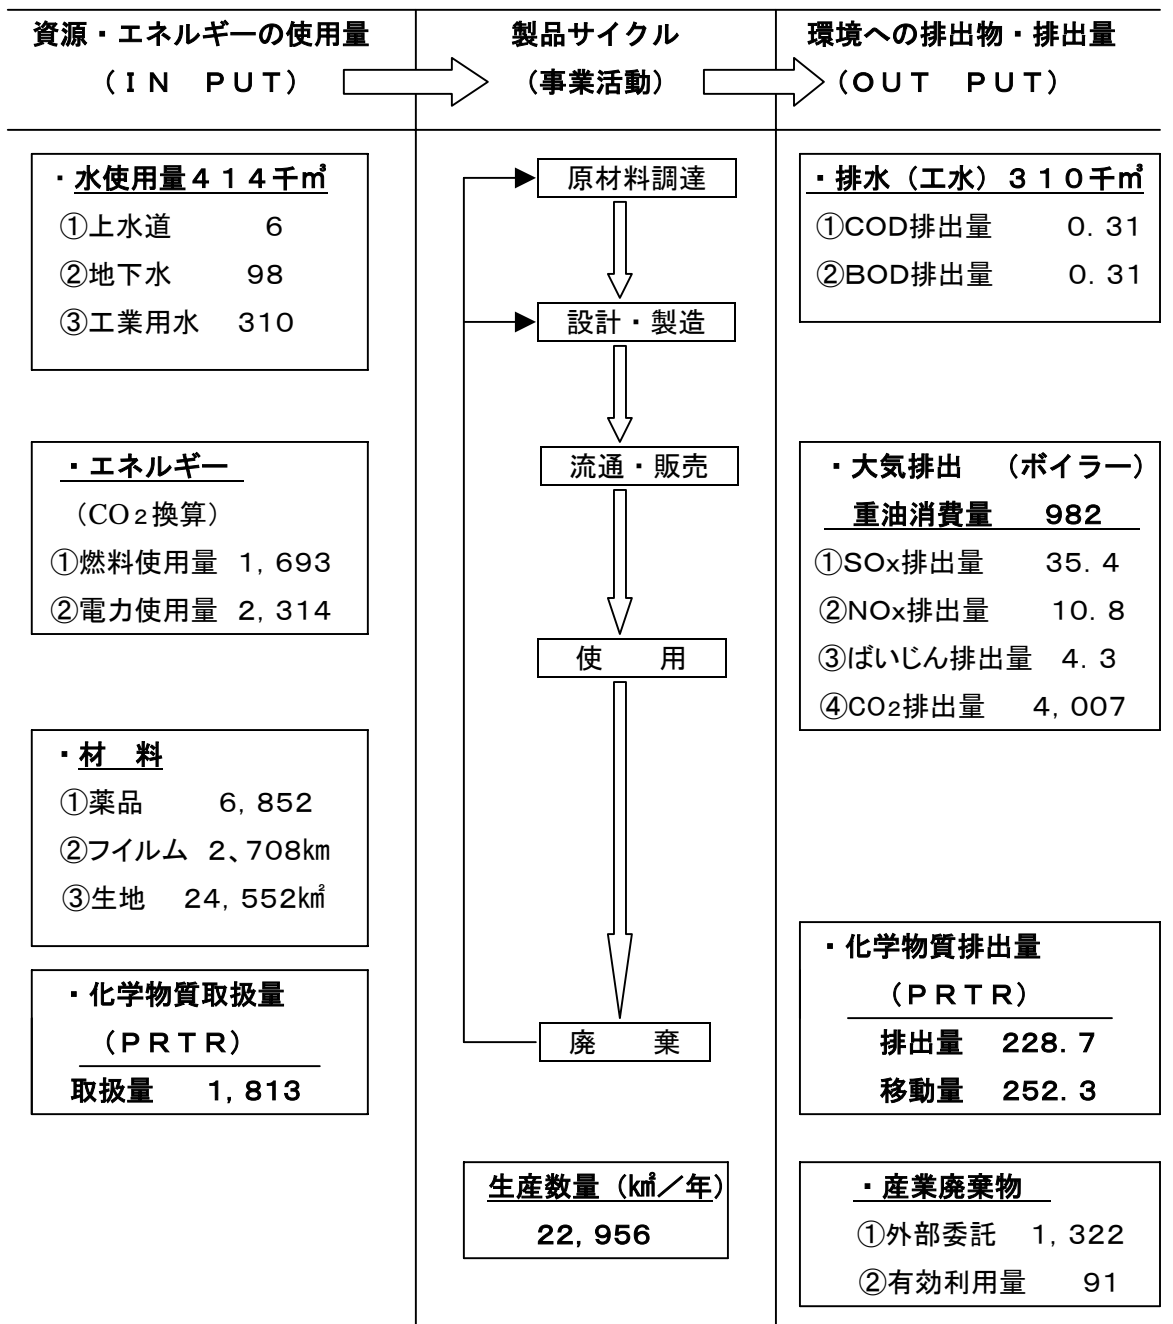 資源・エネルギーの使用量
（ＩＮ　ＰＵＴ）
製品サイクル
（事業活動）
環境への排出物・排出量
（ＯＵＴ　ＰＵＴ）
・水使用量４１４千㎥
①上水道　6
②地下水　98
③工業用水　310
・エネルギー
（CO２換算）
①燃料使用量　1，693
②電力使用量　2，314
・材　料
①薬品　6，852
②フイルム　2、708km
③生地　24，552k㎡
・化学物質取扱量
（ＰＲＴＲ）
取扱量　1，813
原材料調達
設計・製造
流通・販売
使　用
廃　棄
生産数量（k㎡／年）
22，956
・排水（工水）３１０千㎥
①COD排出量　0．31
②BOD排出量　0．31
・大気排出　（ボイラー）
重油消費量　982
①SOx排出量　35．4
②NOx排出量　10．8
③ばいじん排出量　4．3
④CO2排出量　4，007
・化学物質排出量
（ＰＲＴＲ）
排出量　228．7
移動量　252．3
・産業廃棄物
①外部委託　1，322
②有効利用量　91